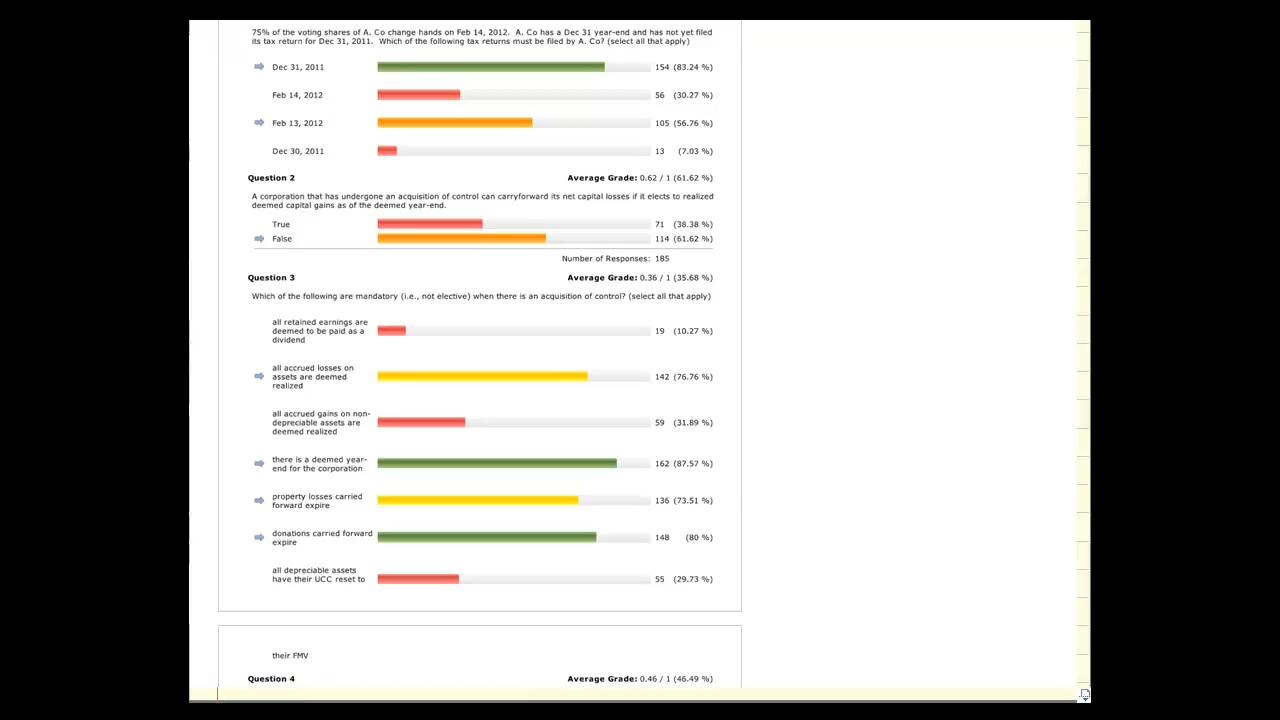 75% of the voting shares of A. Co change hands on Feb 14, 2012.  A. Co has a Dec 31 year-end and has not yet filed
its tax return for Dec 31, 2011.  Which of the following tax returns must be filed by A. Co? (select all that apply)
Dec 31, 2011 154 (83.24 %)
Feb 14, 2012 56 (30.27 %)
Feb 13, 2012 105 (56.76 %)
Dec 30, 2011 13 (7.03 %)
Question 2 Average Grade: 0.62 / 1 (61.62 %)
A corporation that has undergone an acquisition of control can carryforward its net capital losses if it elects to realized
deemed capital gains as of the deemed year-end.
True 71 (38.38 %)
False 114 (61.62 %)
Number of Responses: 185
Question 3 Average Grade: 0.36 / 1 (35.68 %)
Which of the following are mandatory (i.e., not elective) when there is an acquisition of control? (select all that apply)
all retained earnings are
deemed to be paid as a 19 (10.27 %)
dividend
all accrued losses on
assets are deemed 142 (76.76 %)
realized
all accrued gains on non-
depreciable assets are 59 (31.89 %)
deemed realized
there is a deemed year- 162 (87.57 %)
end for the corporation
property losses carried 136 (73.51 %)
forward expire
donations carried forward 148 (80 %)
expire
all depreciable assets
have their UCC reset to 55 (29.73 %)
their FMV
Question 4 Average Grade: 0.46 / 1 (46.49 %)